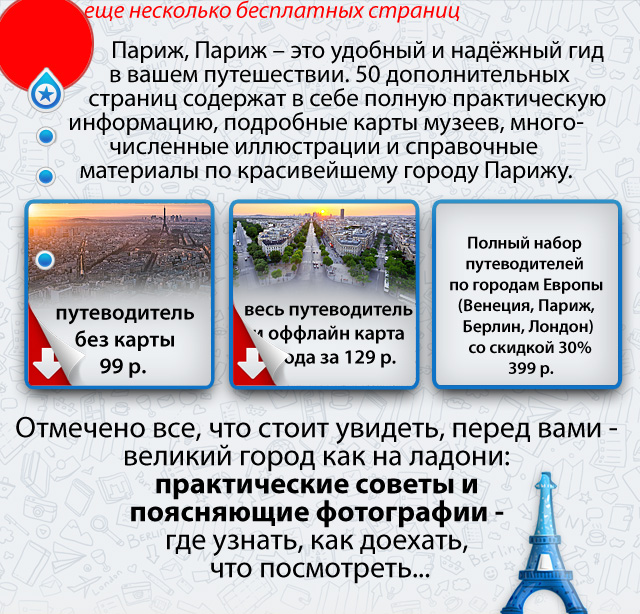 еще несколько бесплатных страниц
Париж, Париж – это удобный и надёжный гид
в вашем путешествии. 50 дополнительных
страниц содержат в себе полную практическую
информацию, подробные карты музеев, много-
численные иллюстрации и справочные
материалы по красивейшему городу Парижу.
путеводитель
без карты
99 р.
весь путеводитель
и оффлайн карта
за 129 р.
Полный набор
путеводителей
по городам Европы
(Венеция, Париж,
Берлин, Лондон)
со скидкой 30%
399 р.
Отмечено все, что стоит увидеть, перед вами -
великий город как на ладони:
практические советы и
поясняющие фотографии -
где узнать, как доехать,
что посмотреть...